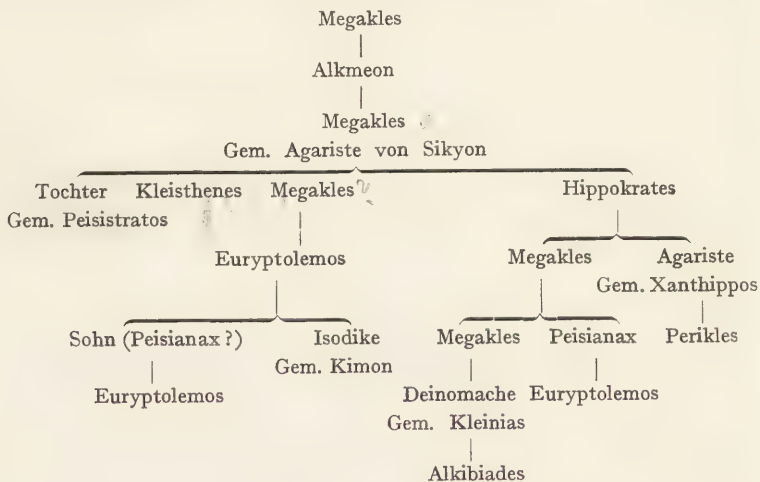 Megakles
Alkmeon
Megakles
Gem. Agariste von Sikyon
Tochter Kleisthenes Megakles Hippokrates
Gem. Peisistratos
Euryptolemos Megakles Agariste
Gem. Xanthippos
Sohn (Peisianax?) Isodike Megakles Peisianax Perikles
Gem. Kimon
Euryptolemos Deinomache Euryptolemos
Gem. Kleinias
Alkibiades